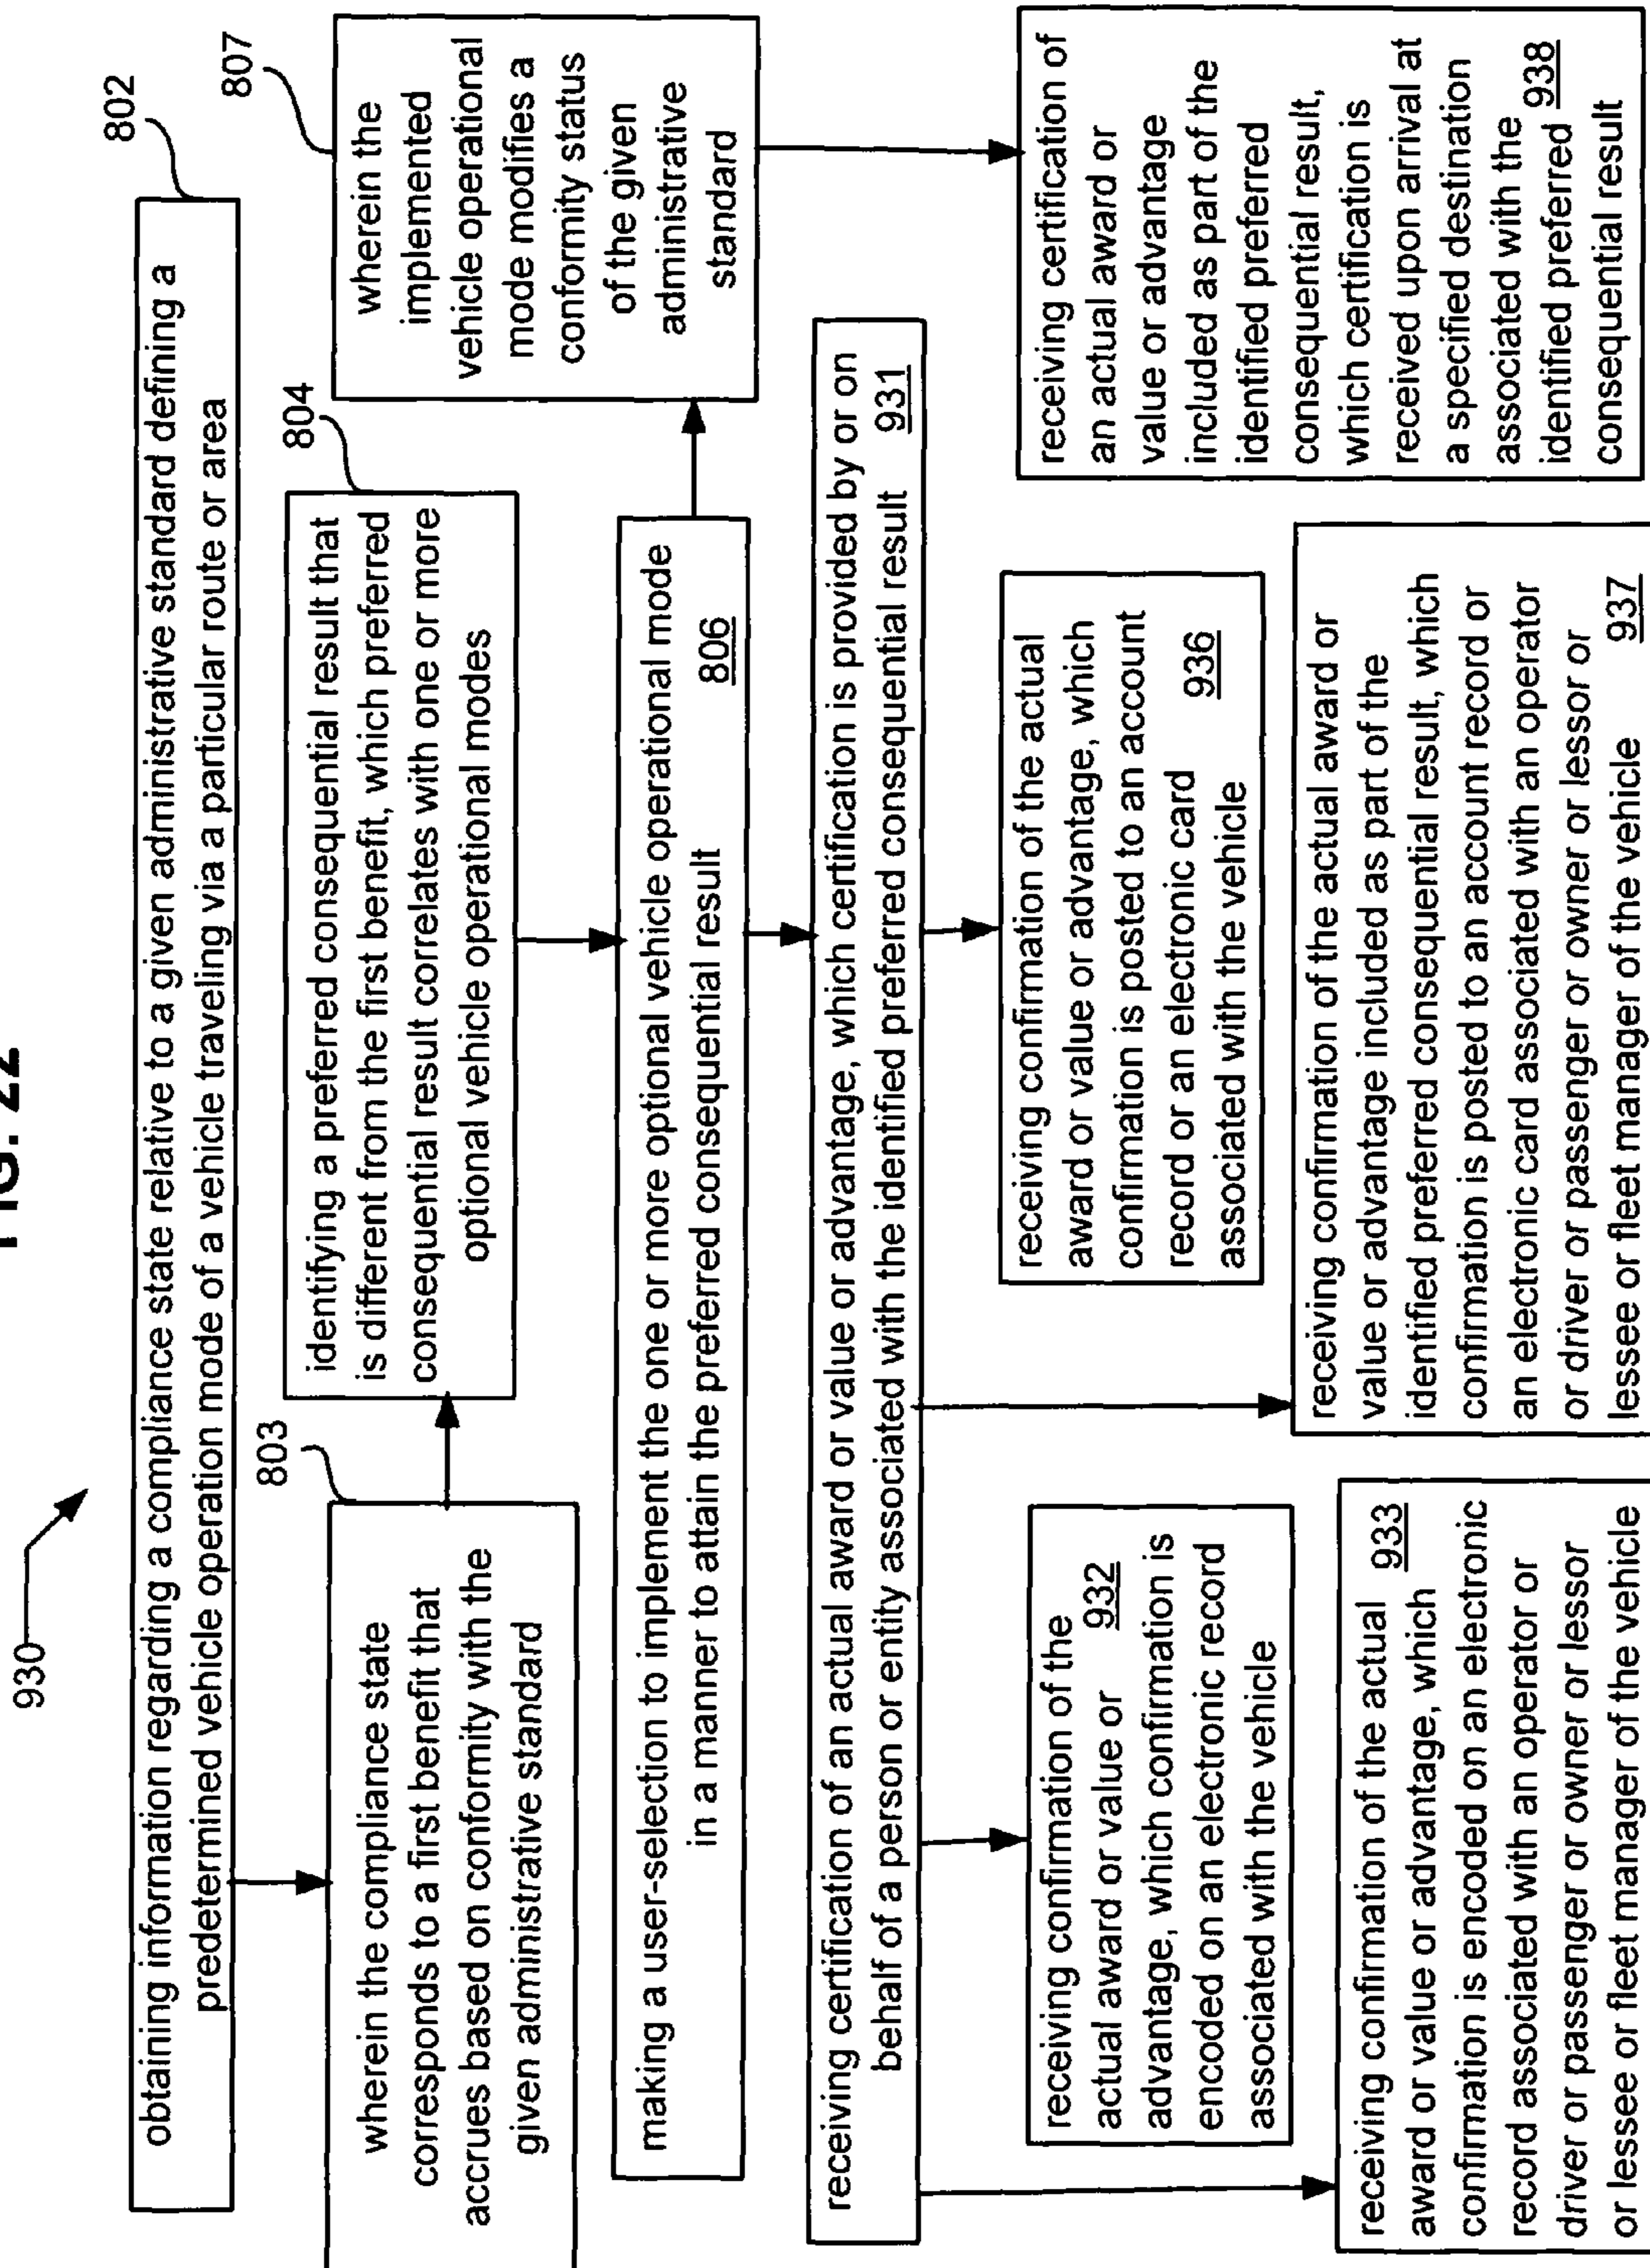 FIG. 22
930
802
obtaining information regarding a compliance state relative to a given administrative standard defining a
predetermined vehicle operation mode of a vehicle traveling via a particular route or area
803
wherein the compliance state
corresponds to a first benefit that
accrues based on conformity with the
given administrative standard
804
identifying a preferred consequential result that
is different from the first benefit, which preferred
consequential result correlates with one or more
optional vehicle operational modes
807
wherein the
implemented
vehicle operational
mode modifies a
conformity status
of the given
administrative
standard
making a user-selection to implement the one or more optional vehicle operational mode
in a manner to attain the preferred consequential result 806
receiving certification of an actual award or value or advantage, which certification is provided by or on
behalf of a person or entity associated with the identified preferred consequential result 931
receiving confirmation of the
actual award or value or 932
advantage, which confirmation is
encoded on an electronic record
associated with the vehicle
receiving confirmation of the actual 933
award or value or advantage, which
confirmation is encoded on an electronic
record associated with an operator or
driver or passenger or owner or lessor
or lessee or fleet manager of the vehicle
receiving confirmation of the actual
award or value or advantage, which
confirmation is posted to an account
record or an electronic card 936
associated with the vehicle
receiving confirmation of the actual award or
value or advantage included as part of the
identified preferred consequential result, which
confirmation is posted to an account record or
an electronic card associated with an operator
or driver or passenger or owner or lessor or
lessee or fleet manager of the vehicle 937
receiving certification of
an actual award or
value or advantage
included as part of the
identified preferred
consequential result,
which certification is
received upon arrival at
a specified destination
associated with the
identified preferred 938
consequential result